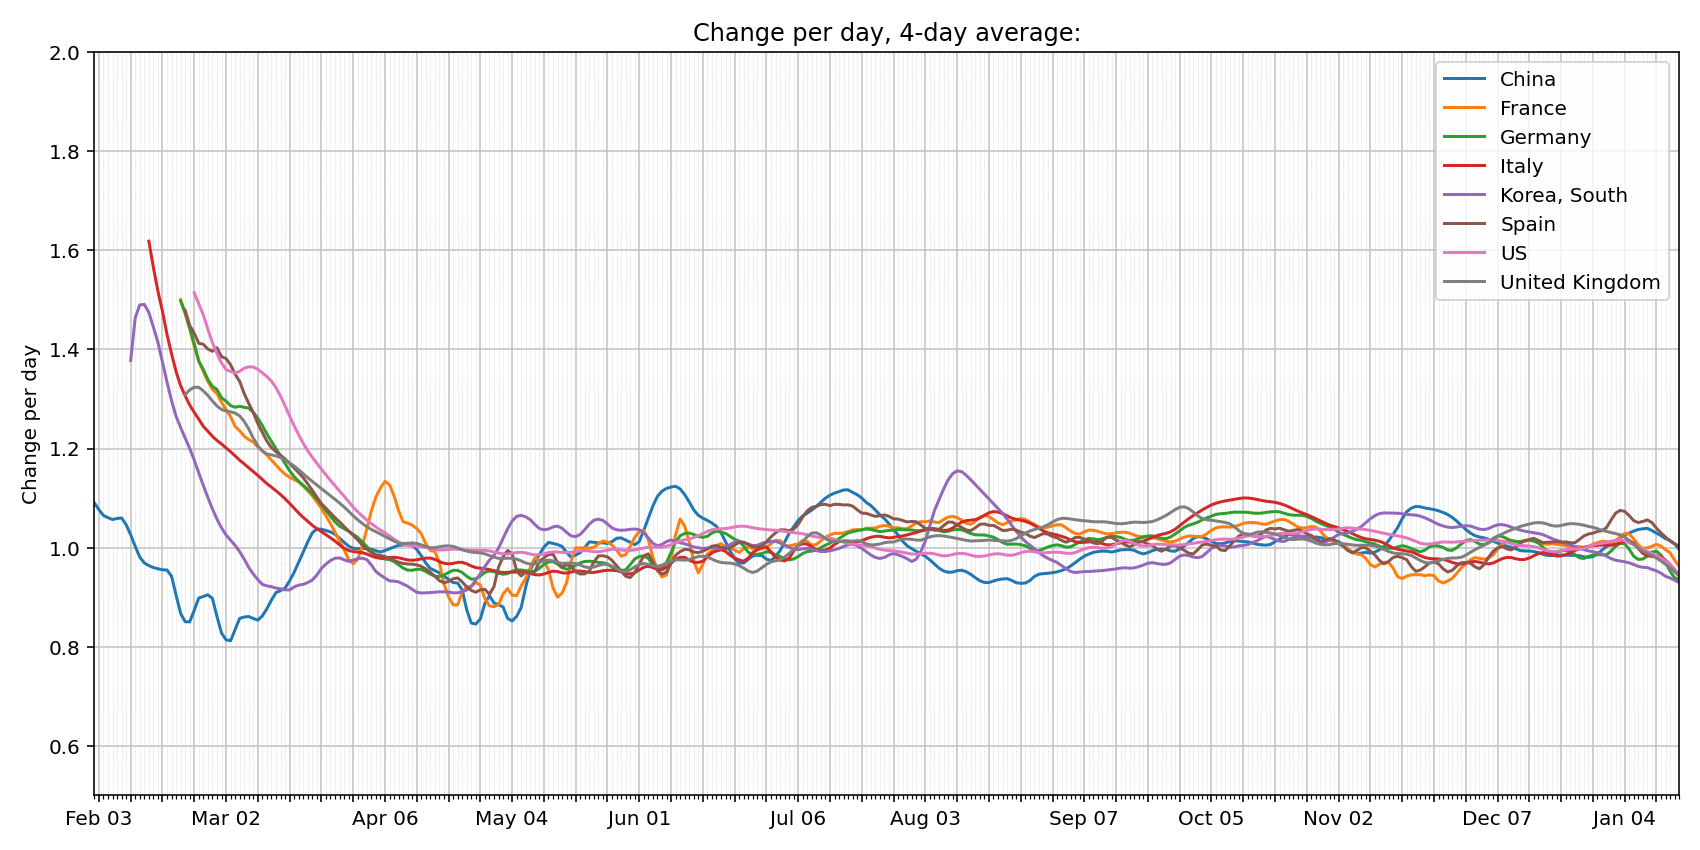 Change per day, 4-day average:
Change per day
2.0
1.8
1.6
1.4
1.2
1.0
0.8
0.6
China
France
Germany
Italy
Korea, South
Spain
US
United Kingdom
Feb 03 Mar 02 Apr 06 May 04 Jun 01 Jul 06 Aug 03 Sep 07 Oct 05 Nov 02 Dec 07 Jan 04